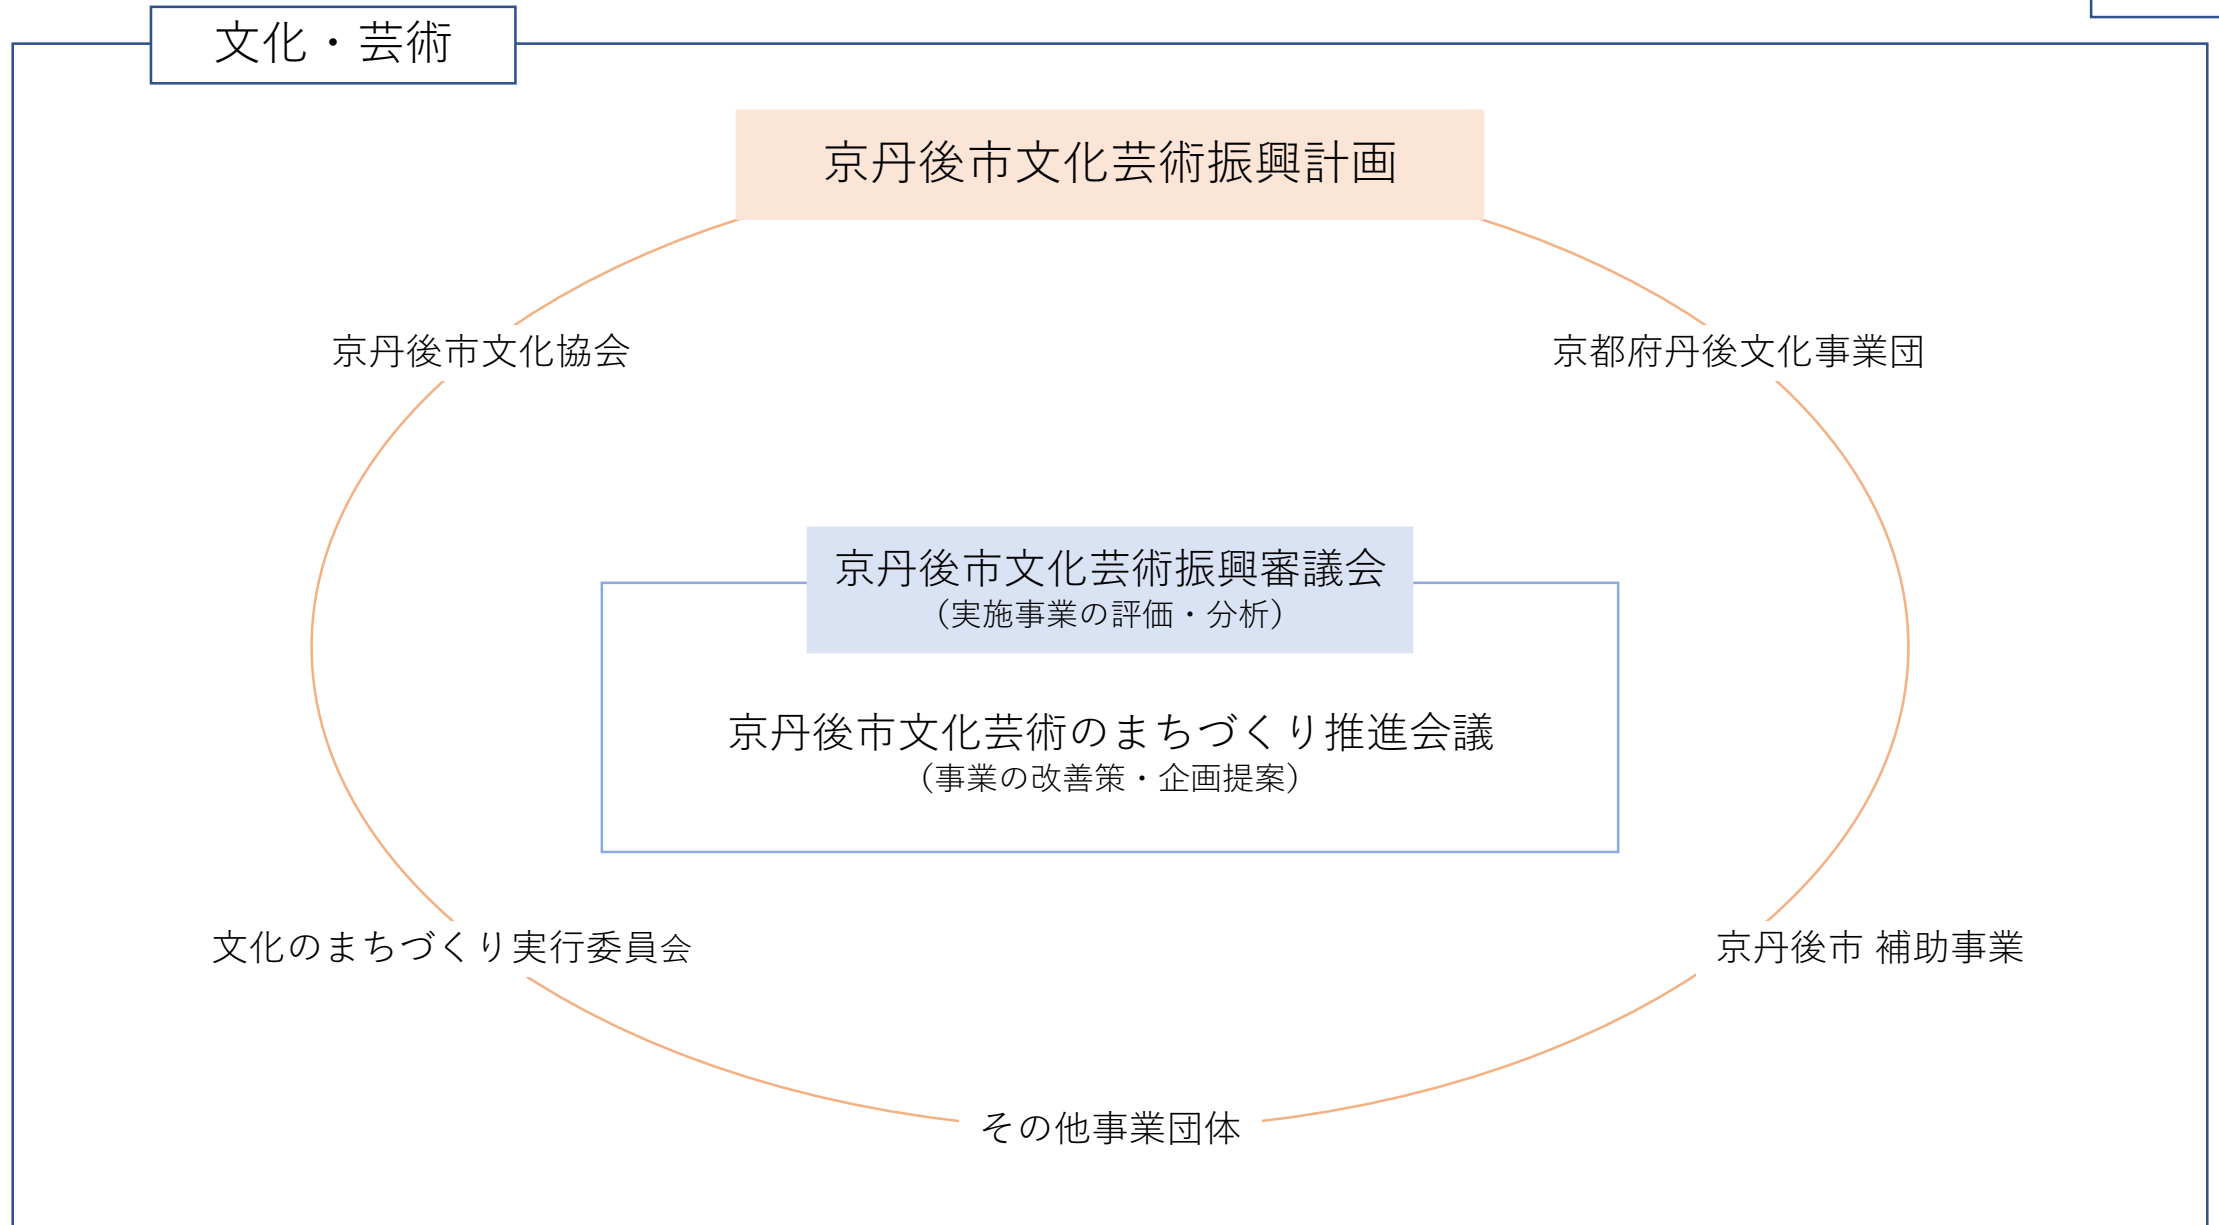 文化・芸術
京丹後市文化芸術振興計画
京丹後市文化協会
京都府丹後文化事業団
京丹後市文化芸術振興審議会
（実施事業の評価・分析）
京丹後市文化芸術のまちづくり推進会議
（事業の改善策・企画提案）
文化のまちづくり実行委員会
京丹後市 補助事業
その他事業団体